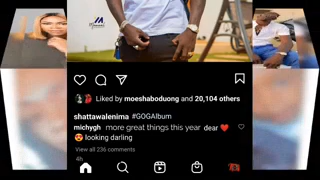 Liked by moeshaboduong and 20,104 others
shattawalenima #GOGAlbum
michygh more great things this year dear ❤️
😍 looking darling
View all 236 comments
4h